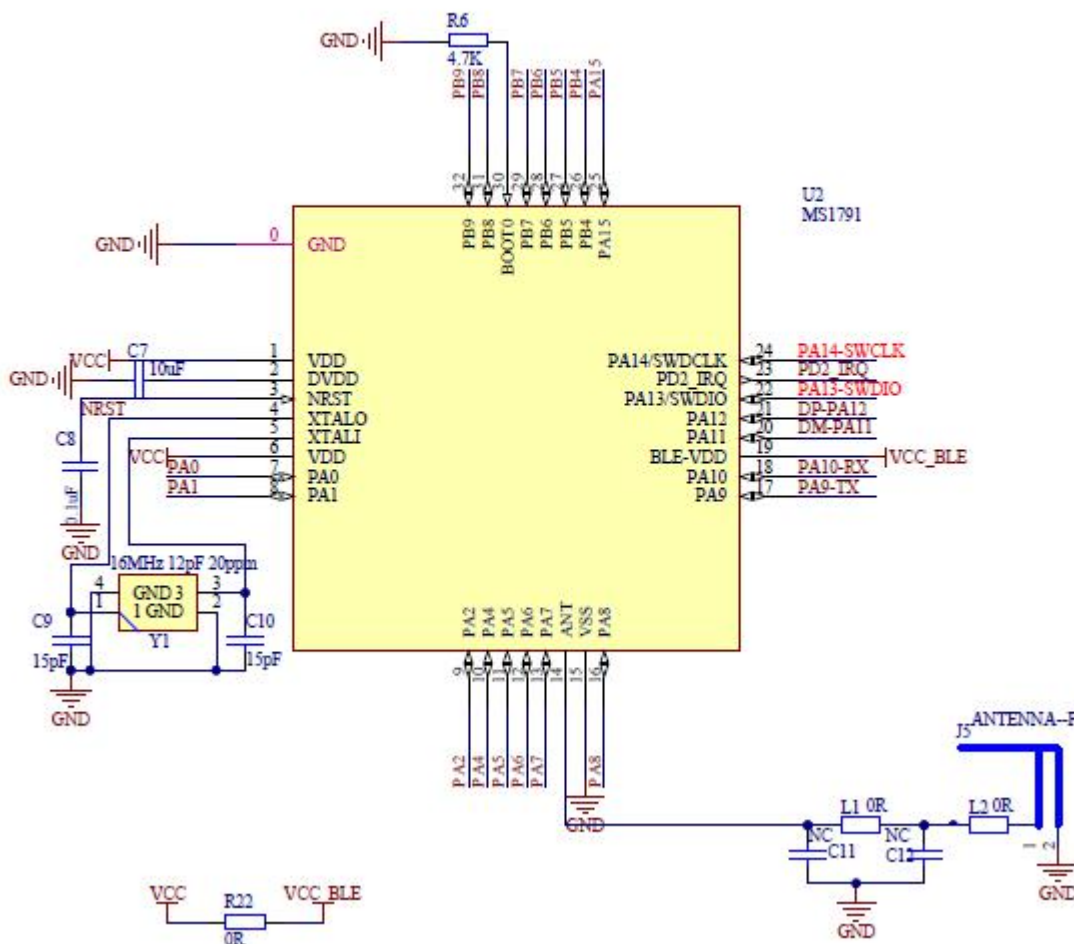 R6
GND
4.7K
PB9
PB8
PB7
PB6
PB5
PB4
PA15
32
31
30
29
28
27
26
25
U2
MS1791
PB9
PB8
BOOT0
PB7
PB6
PB5
PB4
PA15
GND
0
GND
VCC
C7
10uF
1
VDD
GND
2
DVDD
3
NRST
NRST
4
XTALO
5
XTALI
C8
VCC
6
VDD
PA0
7
PA0
PA1
8
PA1
0.1uF
GND
PA14/SWDCLK
24
PA14-SWCLK
PD2_IRQ
23
PD2_IRQ
PA13/SWDIO
22
PA13-SWDIO
PA12
21
DP-PA12
PA11
20
DM-PA11
BLE-VDD
19
VCC_BLE
PA10
18
PA10-RX
PA9
17
PA9-TX
16MHz 12pF 20ppm
4
GND 3
3
1
1 GND
2
C9
Y1
C10
15pF
15pF
GND
PA2
PA4
PA5
PA6
PA7
ANT
VSS
PA8
9
10
11
12
13
14
15
16
PA2
PA4
PA5
PA6
PA7
PA8
GND
J5
ANTENNA--F
L1 0R
L2 0R
NC
C11
NC
C12
1
2
GND
GND
VCC
VCC_BLE
R22
0R